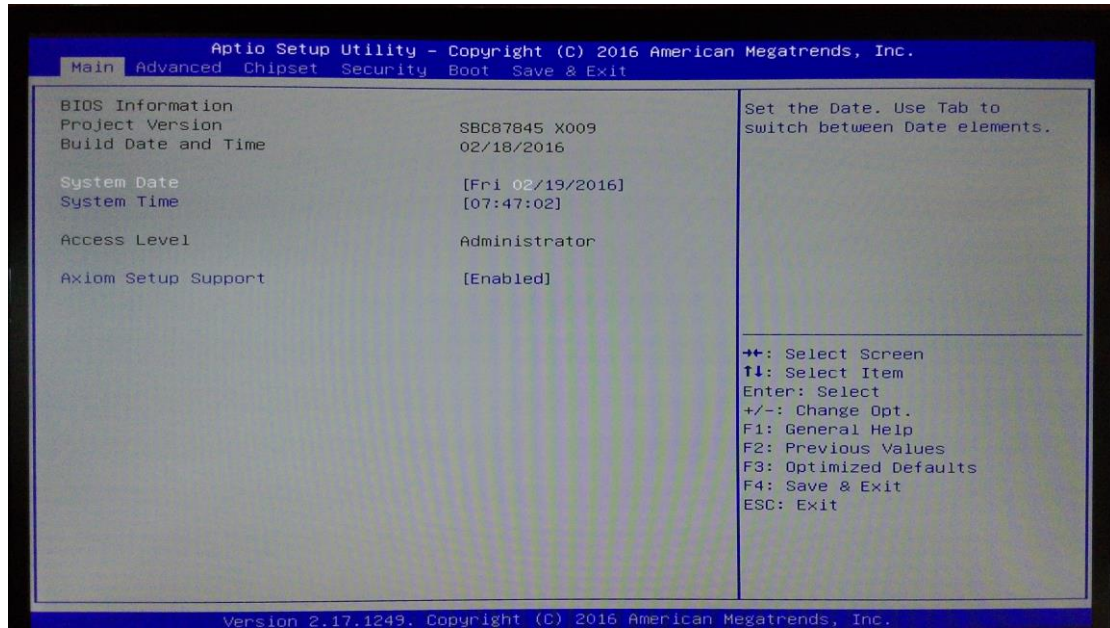 Aptio Setup Utility – Copyright (C) 2016 American Megatrends, Inc.
Main Advanced Chipset Security Boot Save & Exit
BIOS Information
Project Version SBC87845 X009
Build Date and Time 02/18/2016
System Date [Fri 02/19/2016]
System Time [07:47:02]
Access Level Administrator
Axiom Setup Support [Enabled]
Set the Date. Use Tab to
switch between Date elements.
→←: Select Screen
↑↓: Select Item
Enter: Select
+/-: Change Opt.
F1: General Help
F2: Previous Values
F3: Optimized Defaults
F4: Save & Exit
ESC: Exit
Version 2.17.1249. Copyright (C) 2016 American Megatrends, Inc.